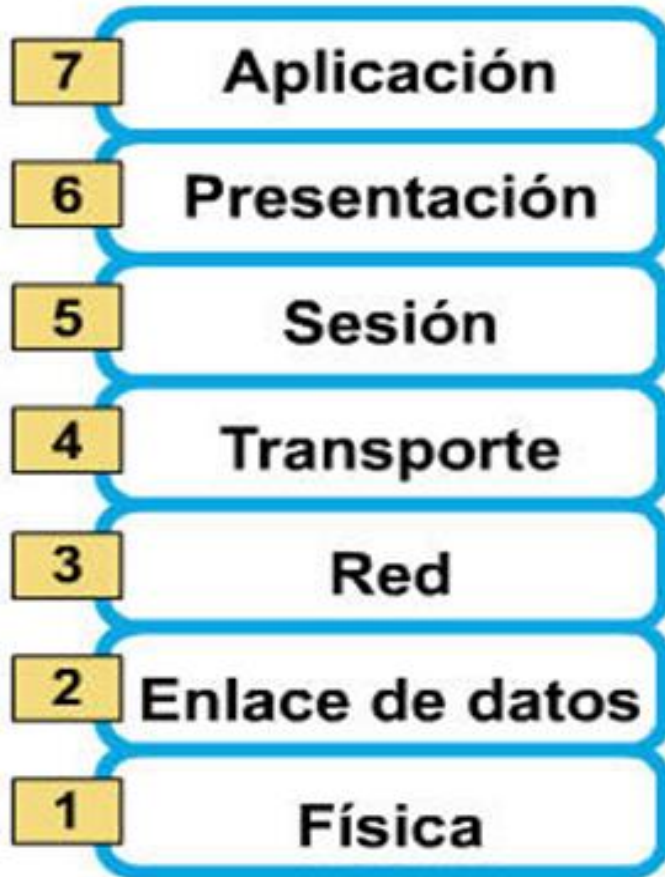 7 Aplicación
6 Presentación
5 Sesión
4 Transporte
3 Red
2 Enlace de datos
1 Física